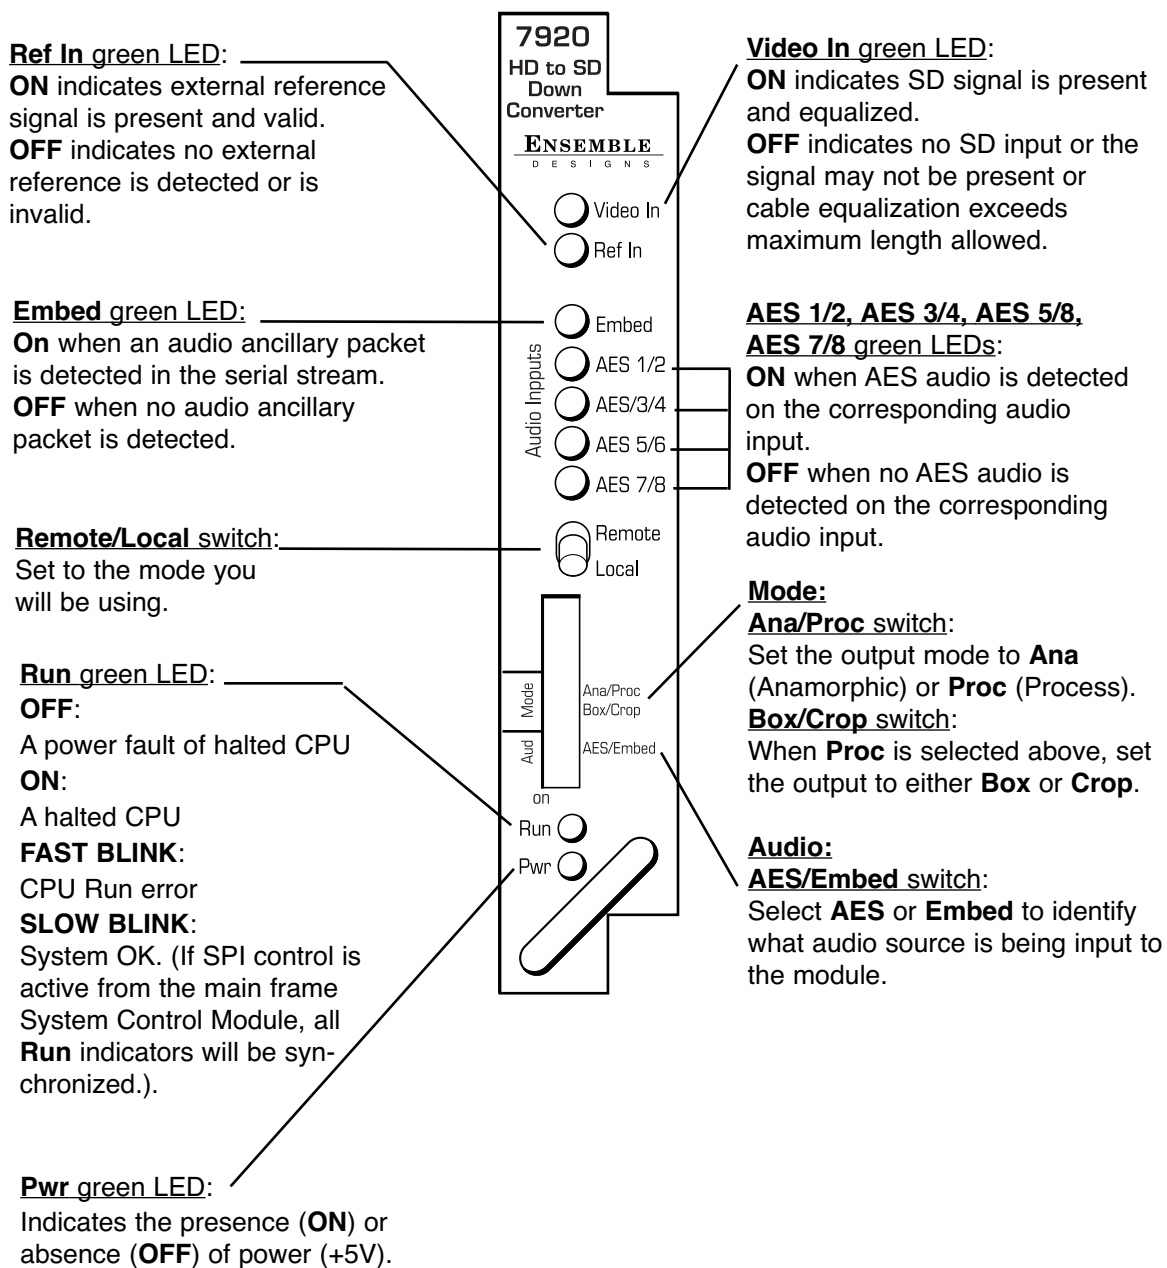 Ref In green LED:
ON indicates external reference
signal is present and valid.
OFF indicates no external
reference is detected or is
invalid.
Embed green LED:
On when an audio ancillary packet
is detected in the serial stream.
OFF when no audio ancillary
packet is detected.
Remote/Local switch:
Set to the mode you
will be using.
Run green LED:
OFF:
A power fault of halted CPU
ON:
A halted CPU
FAST BLINK:
CPU Run error
SLOW BLINK:
System OK. (If SPI control is
active from the main frame
System Control Module, all
Run indicators will be syn-
chronized.).
Pwr green LED:
Indicates the presence (ON) or
absence (OFF) of power (+5V).
7920
HD to SD
Down
Converter
ENSEMBLE
DESIGNS
Video In
Ref In
Audio Inpputs
Embed
AES 1/2
AES/3/4
AES 5/6
AES 7/8
Remote
Local
Mode
Ana/Proc
Box/Crop
Aud
AES/Embed
on
Run
Pwr
Video In green LED:
ON indicates SD signal is present
and equalized.
OFF indicates no SD input or the
signal may not be present or
cable equalization exceeds
maximum length allowed.
AES 1/2, AES 3/4, AES 5/8,
AES 7/8 green LEDs:
ON when AES audio is detected
on the corresponding audio
input.
OFF when no AES audio is
detected on the corresponding
audio input.
Mode:
Ana/Proc switch:
Set the output mode to Ana
(Anamorphic) or Proc (Process).
Box/Crop switch:
When Proc is selected above, set
the output to either Box or Crop.
Audio:
AES/Embed switch:
Select AES or Embed to identify
what audio source is being input to
the module.